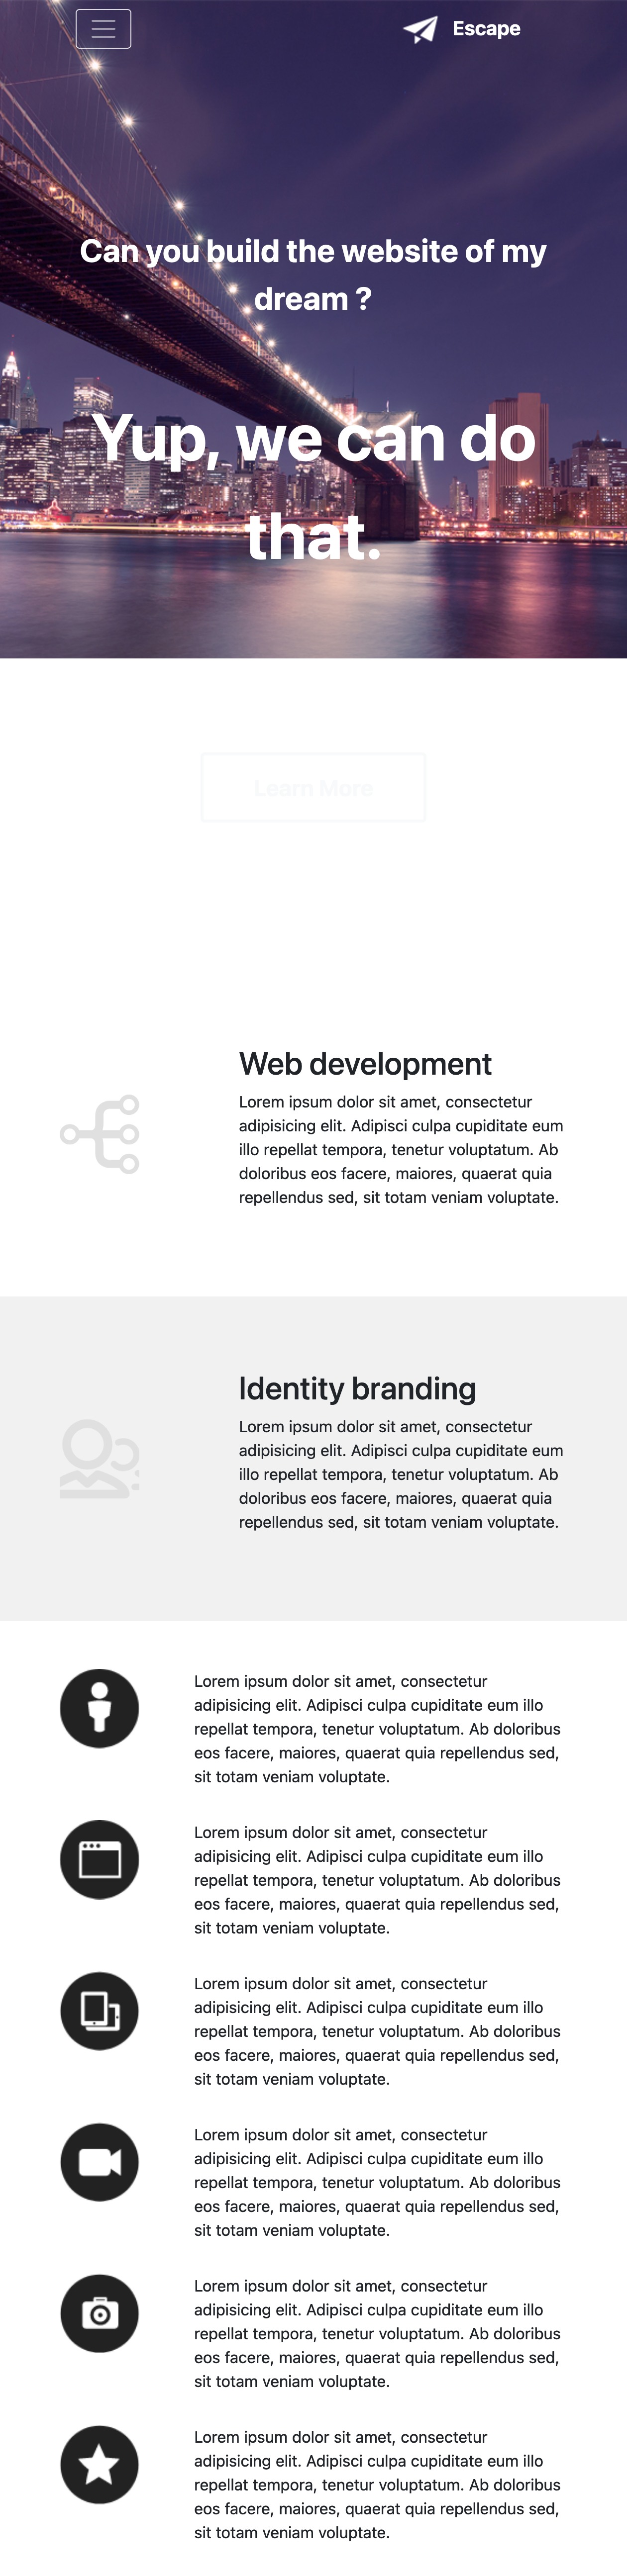 Escape
Can you build the website of my
dream ?
Yup, we can do
that.
Learn More
Web development
Lorem ipsum dolor sit amet, consectetur
adipisicing elit. Adipisci culpa cupiditate eum
illo repellat tempora, tenetur voluptatum. Ab
doloribus eos facere, maiores, quaerat quia
repellendus sed, sit totam veniam voluptate.
Identity branding
Lorem ipsum dolor sit amet, consectetur
adipisicing elit. Adipisci culpa cupiditate eum
illo repellat tempora, tenetur voluptatum. Ab
doloribus eos facere, maiores, quaerat quia
repellendus sed, sit totam veniam voluptate.
Lorem ipsum dolor sit amet, consectetur
adipisicing elit. Adipisci culpa cupiditate eum illo
repellat tempora, tenetur voluptatum. Ab doloribus
eos facere, maiores, quaerat quia repellendus sed,
sit totam veniam voluptate.
Lorem ipsum dolor sit amet, consectetur
adipisicing elit. Adipisci culpa cupiditate eum illo
repellat tempora, tenetur voluptatum. Ab doloribus
eos facere, maiores, quaerat quia repellendus sed,
sit totam veniam voluptate.
Lorem ipsum dolor sit amet, consectetur
adipisicing elit. Adipisci culpa cupiditate eum illo
repellat tempora, tenetur voluptatum. Ab doloribus
eos facere, maiores, quaerat quia repellendus sed,
sit totam veniam voluptate.
Lorem ipsum dolor sit amet, consectetur
adipisicing elit. Adipisci culpa cupiditate eum illo
repellat tempora, tenetur voluptatum. Ab doloribus
eos facere, maiores, quaerat quia repellendus sed,
sit totam veniam voluptate.
Lorem ipsum dolor sit amet, consectetur
adipisicing elit. Adipisci culpa cupiditate eum illo
repellat tempora, tenetur voluptatum. Ab doloribus
eos facere, maiores, quaerat quia repellendus sed,
sit totam veniam voluptate.
Lorem ipsum dolor sit amet, consectetur
adipisicing elit. Adipisci culpa cupiditate eum illo
repellat tempora, tenetur voluptatum. Ab doloribus
eos facere, maiores, quaerat quia repellendus sed,
sit totam veniam voluptate.